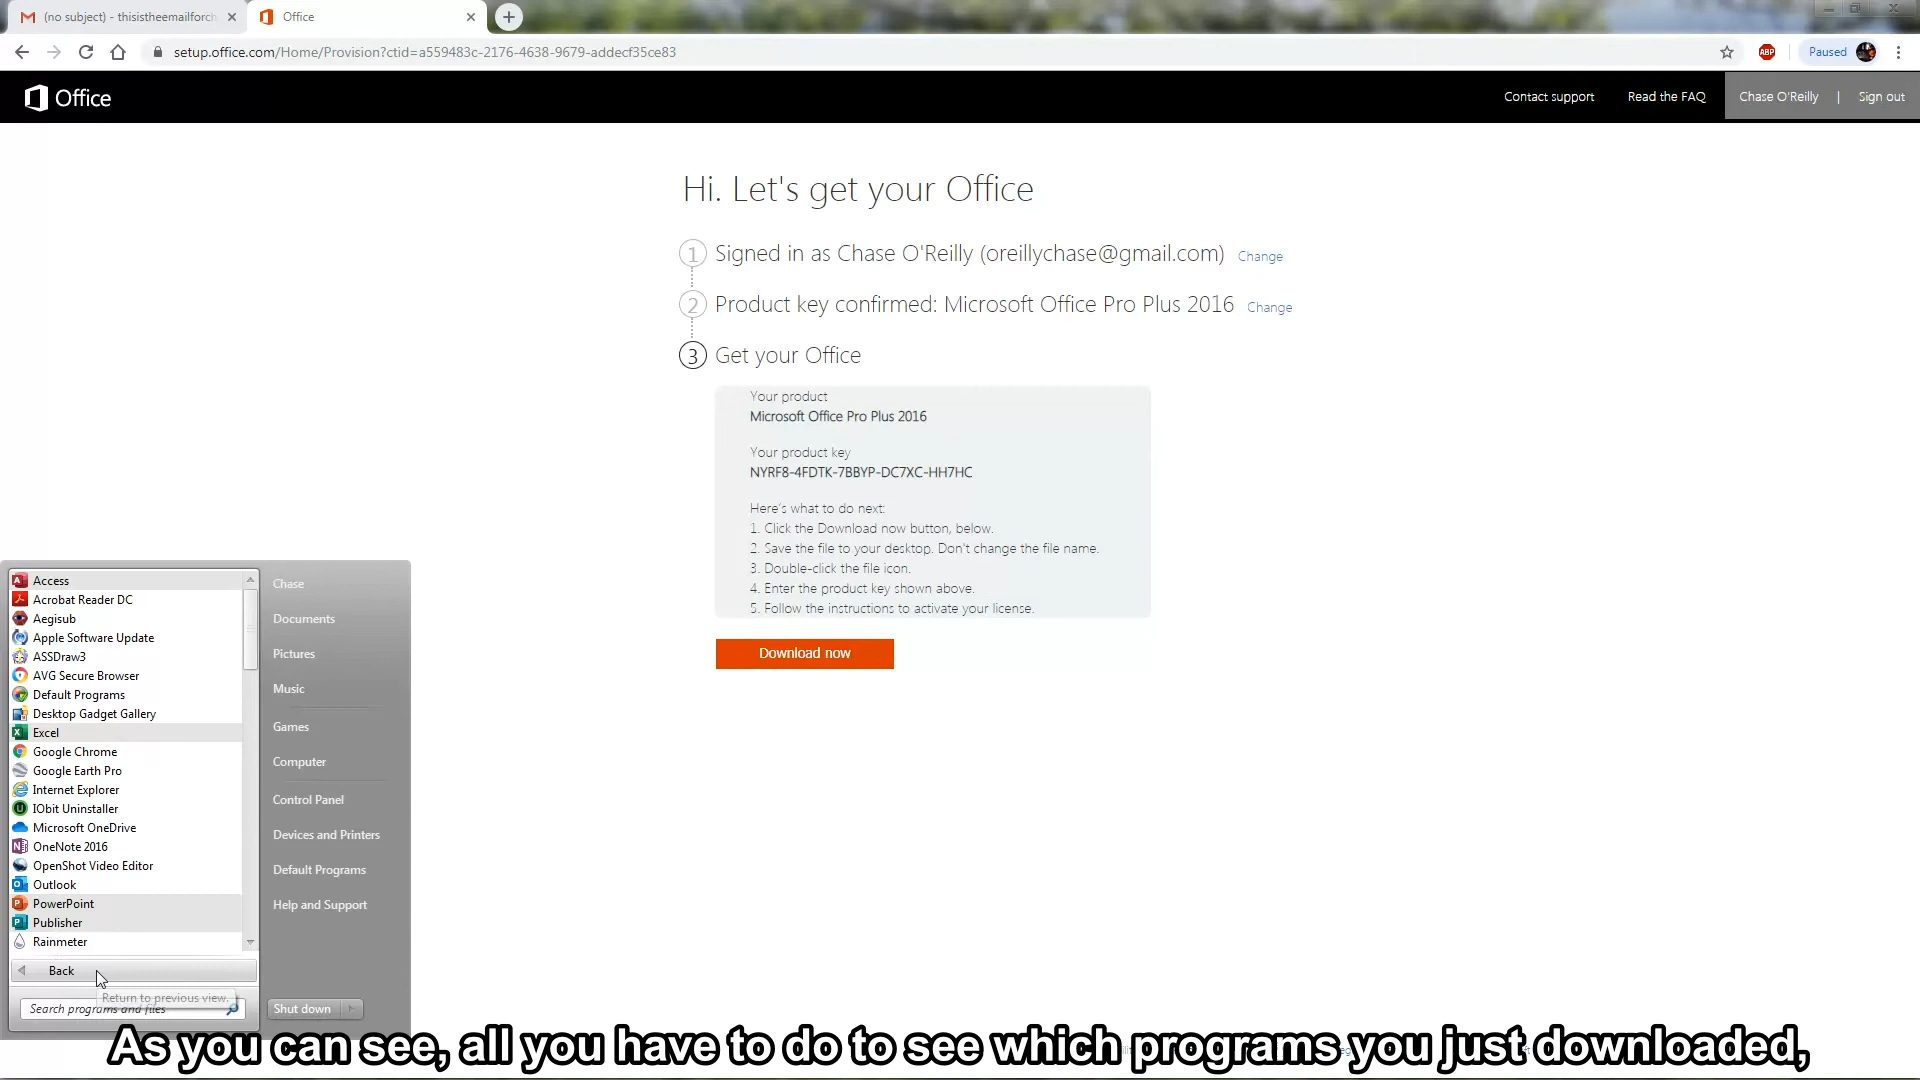 (no subject) - thisistheemailforch
Office
setup.office.com/Home/Provision?ctid=a559483c-2176-4638-9679-addecf35ce83
ABP
Paused
Office
Contact support
Read the FAQ
Chase O'Reilly | Sign out
Hi. Let's get your Office
1 Signed in as Chase O'Reilly (oreillychase@gmail.com) Change
2 Product key confirmed: Microsoft Office Pro Plus 2016 Change
3 Get your Office
Your product
Microsoft Office Pro Plus 2016
Your product key
NYRF8-4FDTK-7BBYP-DC7XC-HH7HC
Here's what to do next:
1. Click the Download now button, below.
2. Save the file to your desktop. Don't change the file name.
3. Double-click the file icon.
4. Enter the product key shown above.
5. Follow the instructions to activate your license.
Download now
Access
Acrobat Reader DC
Aegisub
Apple Software Update
ASSDraw3
AVG Secure Browser
Default Programs
Desktop Gadget Gallery
Excel
Google Chrome
Google Earth Pro
Internet Explorer
IObit Uninstaller
Microsoft OneDrive
OneNote 2016
OpenShot Video Editor
Outlook
PowerPoint
Publisher
Rainmeter
Back
Return to previous view.
Search programs and files
Chase
Documents
Pictures
Music
Games
Computer
Control Panel
Devices and Printers
Default Programs
Help and Support
Shut down
As you can see, all you have to do to see which programs you just downloaded,